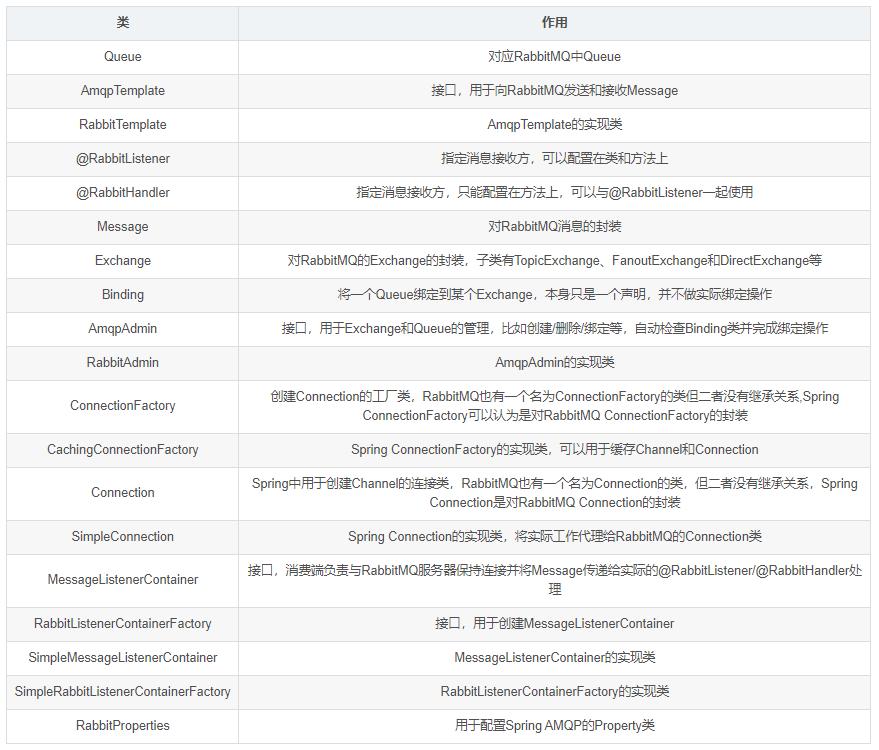 类 作用
Queue 对应RabbitMQ中Queue
AmqpTemplate 接口，用于向RabbitMQ发送和接收Message
RabbitTemplate AmqpTemplate的实现类
@RabbitListener 指定消息接收方，可以配置在类和方法上
@RabbitHandler 指定消息接收方，只能配置在方法上，可以与@RabbitListener一起使用
Message 对RabbitMQ消息的封装
Exchange 对RabbitMQ的Exchange的封装，子类有TopicExchange、FanoutExchange和DirectExchange等
Binding 将一个Queue绑定到某个Exchange，本身只是一个声明，并不做实际绑定操作
AmqpAdmin 接口，用于Exchange和Queue的管理，比如创建/删除/绑定等，自动检查Binding类并完成绑定操作
RabbitAdmin AmqpAdmin的实现类
ConnectionFactory 创建Connection的工厂类，RabbitMQ也有一个名为ConnectionFactory的类但二者没有继承关系,Spring
ConnectionFactory可以认为是对RabbitMQ ConnectionFactory的封装
CachingConnectionFactory Spring ConnectionFactory的实现类，可以用于缓存Channel和Connection
Connection Spring中用于创建Channel的连接类，RabbitMQ也有一个名为Connection的类，但二者没有继承关系，Spring
Connection是对RabbitMQ Connection的封装
SimpleConnection Spring Connection的实现类，将实际工作代理给RabbitMQ的Connection类
MessageListenerContainer 接口，消费端负责与RabbitMQ服务器保持连接并将Message传递给实际的@RabbitListener/@RabbitHandler处
理
RabbitListenerContainerFactory 接口，用于创建MessageListenerContainer
SimpleMessageListenerContainer MessageListenerContainer的实现类
SimpleRabbitListenerContainerFactory RabbitListenerContainerFactory的实现类
RabbitProperties 用于配置Spring AMQP的Property类